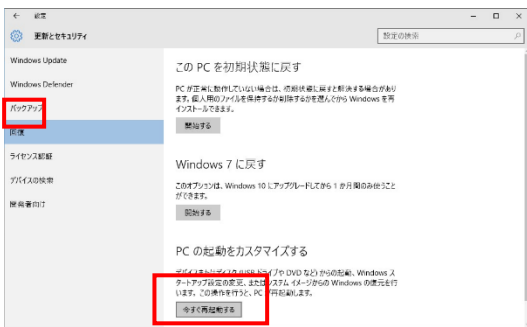 設定
更新とセキュリティ
設定の検索
Windows Update
Windows Defender
バックアップ
回復
ライセンス認証
デバイスの検索
開発者向け
この PC を初期状態に戻す
PC が正常に動作していない場合は、初期状態に戻すと解決する場合があり
ます。個人用のファイルを保持するか削除するかを選んでから Windows を再
インストールできます。
開始する
Windows 7 に戻す
このオプションは、Windows 10 にアップグレードしてから 1 か月間のみ使うこと
ができます。
開始する
PC の起動をカスタマイズする
デバイスまたはディスク (USB ドライブや DVD など) からの起動、Windows ス
タートアップ設定の変更、またはシステム イメージからの Windows の復元を行
います。この操作を行うと、PC が再起動します。
今すぐ再起動する